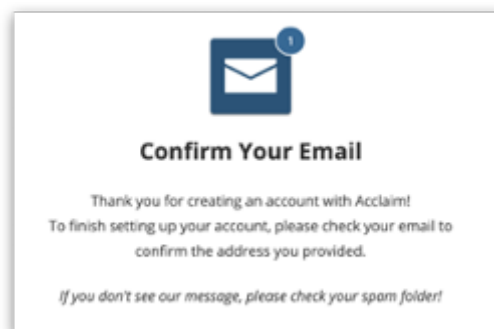 1
Confirm Your Email
Thank you for creating an account with Acclaim!
To finish setting up your account, please check your email to
confirm the address you provided.
If you don't see our message, please check your spam folder!